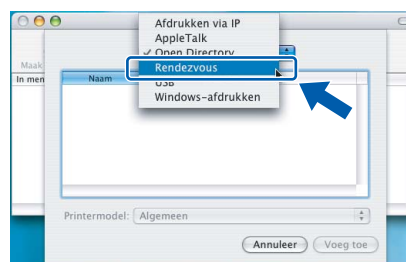 Afdrukken via IP
AppleTalk
✓ Open Directory
Rendezvous
USB
Windows-afdrukken
Maak
In men
Naam
Printermodel: Algemeen
Annuleer
Voeg toe